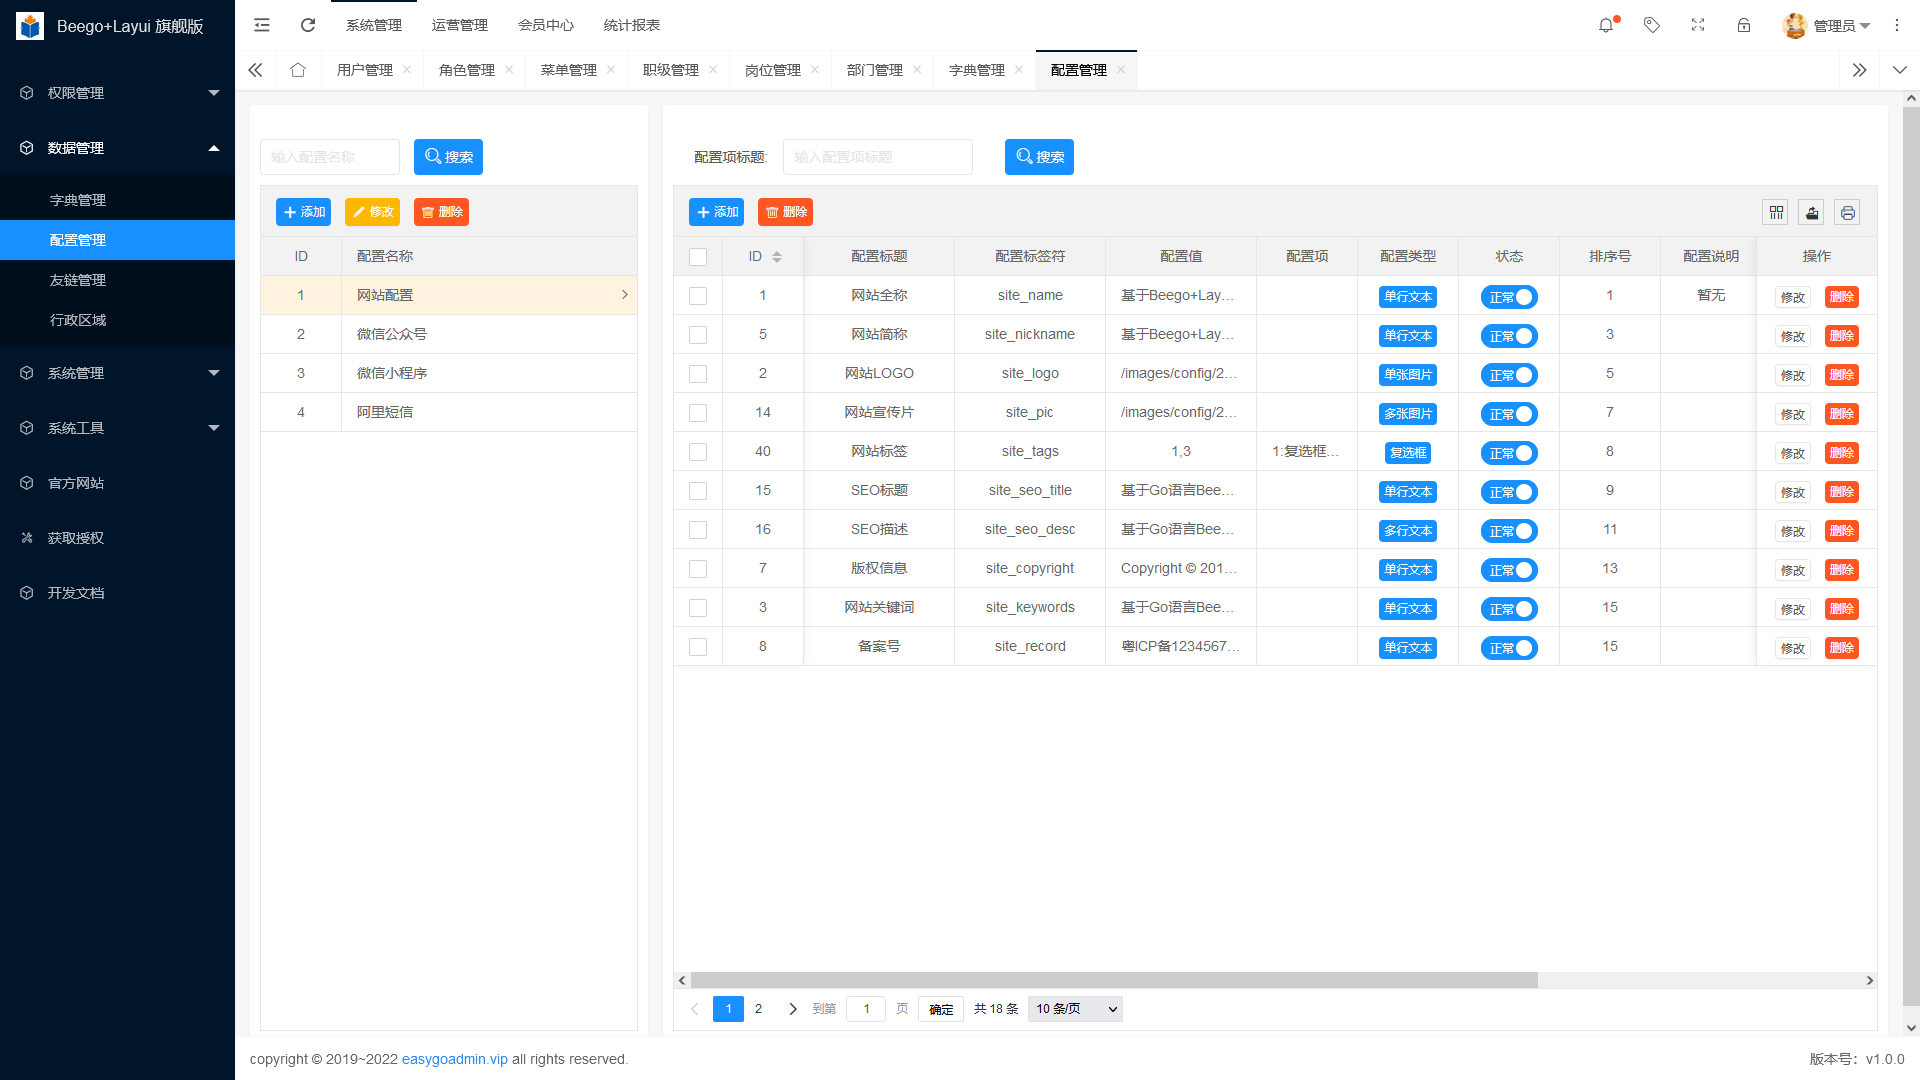 Beego+Layui 旗舰版
系统管理 运营管理 会员中心 统计报表
管理员
用户管理 角色管理 菜单管理 职级管理 岗位管理 部门管理 字典管理 配置管理
权限管理
数据管理
字典管理
配置管理
友链管理
行政区域
系统管理
系统工具
官方网站
获取授权
开发文档
输入配置名称 搜索
添加 修改 删除
ID 配置名称
1 网站配置
2 微信公众号
3 微信小程序
4 阿里短信
配置项标题: 输入配置项标题 搜索
添加 删除
ID 配置标题 配置标签符 配置值 配置项 配置类型 状态 排序号 配置说明 操作
1 网站全称 site_name 基于Beego+Lay... 单行文本 正常 1 暂无 修改 删除
5 网站简称 site_nickname 基于Beego+Lay... 单行文本 正常 3 修改 删除
2 网站LOGO site_logo /images/config/2... 单张图片 正常 5 修改 删除
14 网站宣传片 site_pic /images/config/2... 多张图片 正常 7 修改 删除
40 网站标签 site_tags 1,3 1:复选框... 复选框 正常 8 修改 删除
15 SEO标题 site_seo_title 基于Go语言Bee... 单行文本 正常 9 修改 删除
16 SEO描述 site_seo_desc 基于Go语言Bee... 多行文本 正常 11 修改 删除
7 版权信息 site_copyright Copyright © 201... 单行文本 正常 13 修改 删除
3 网站关键词 site_keywords 基于Go语言Bee... 单行文本 正常 15 修改 删除
8 备案号 site_record 粤ICP备1234567... 单行文本 正常 15 修改 删除
1 2 到第 1 页 确定 共 18 条 10 条/页
copyright © 2019~2022 easygoadmin.vip all rights reserved.
版本号：v1.0.0